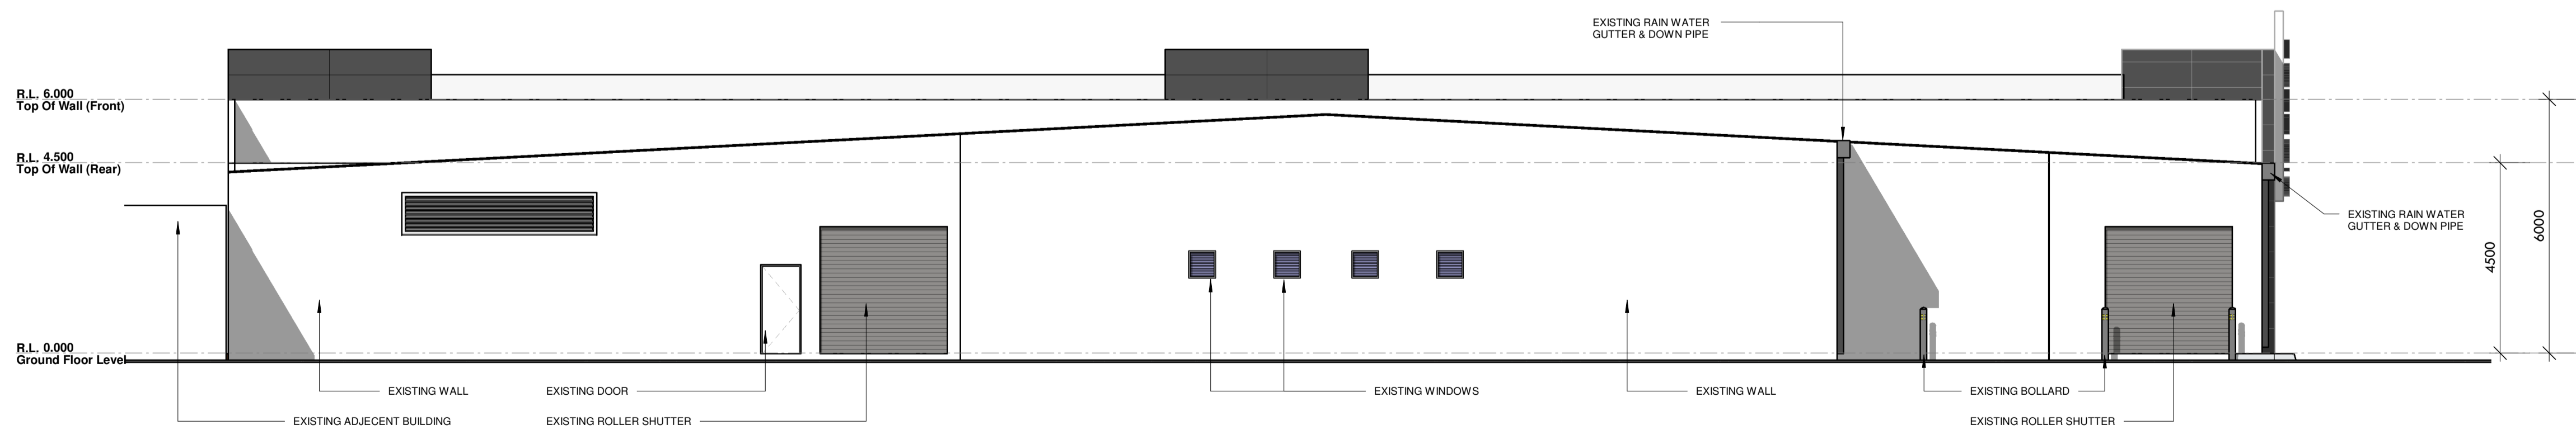 EXISTING RAIN WATER
GUTTER & DOWN PIPE
R.L. 6.000
Top Of Wall (Front)
R.L. 4.500
Top Of Wall (Rear)
EXISTING RAIN WATER
GUTTER & DOWN PIPE
4500
6000
R.L. 0.000
Ground Floor Level
EXISTING WALL
EXISTING DOOR
EXISTING WINDOWS
EXISTING WALL
EXISTING BOLLARD
EXISTING ADJECENT BUILDING
EXISTING ROLLER SHUTTER
EXISTING ROLLER SHUTTER